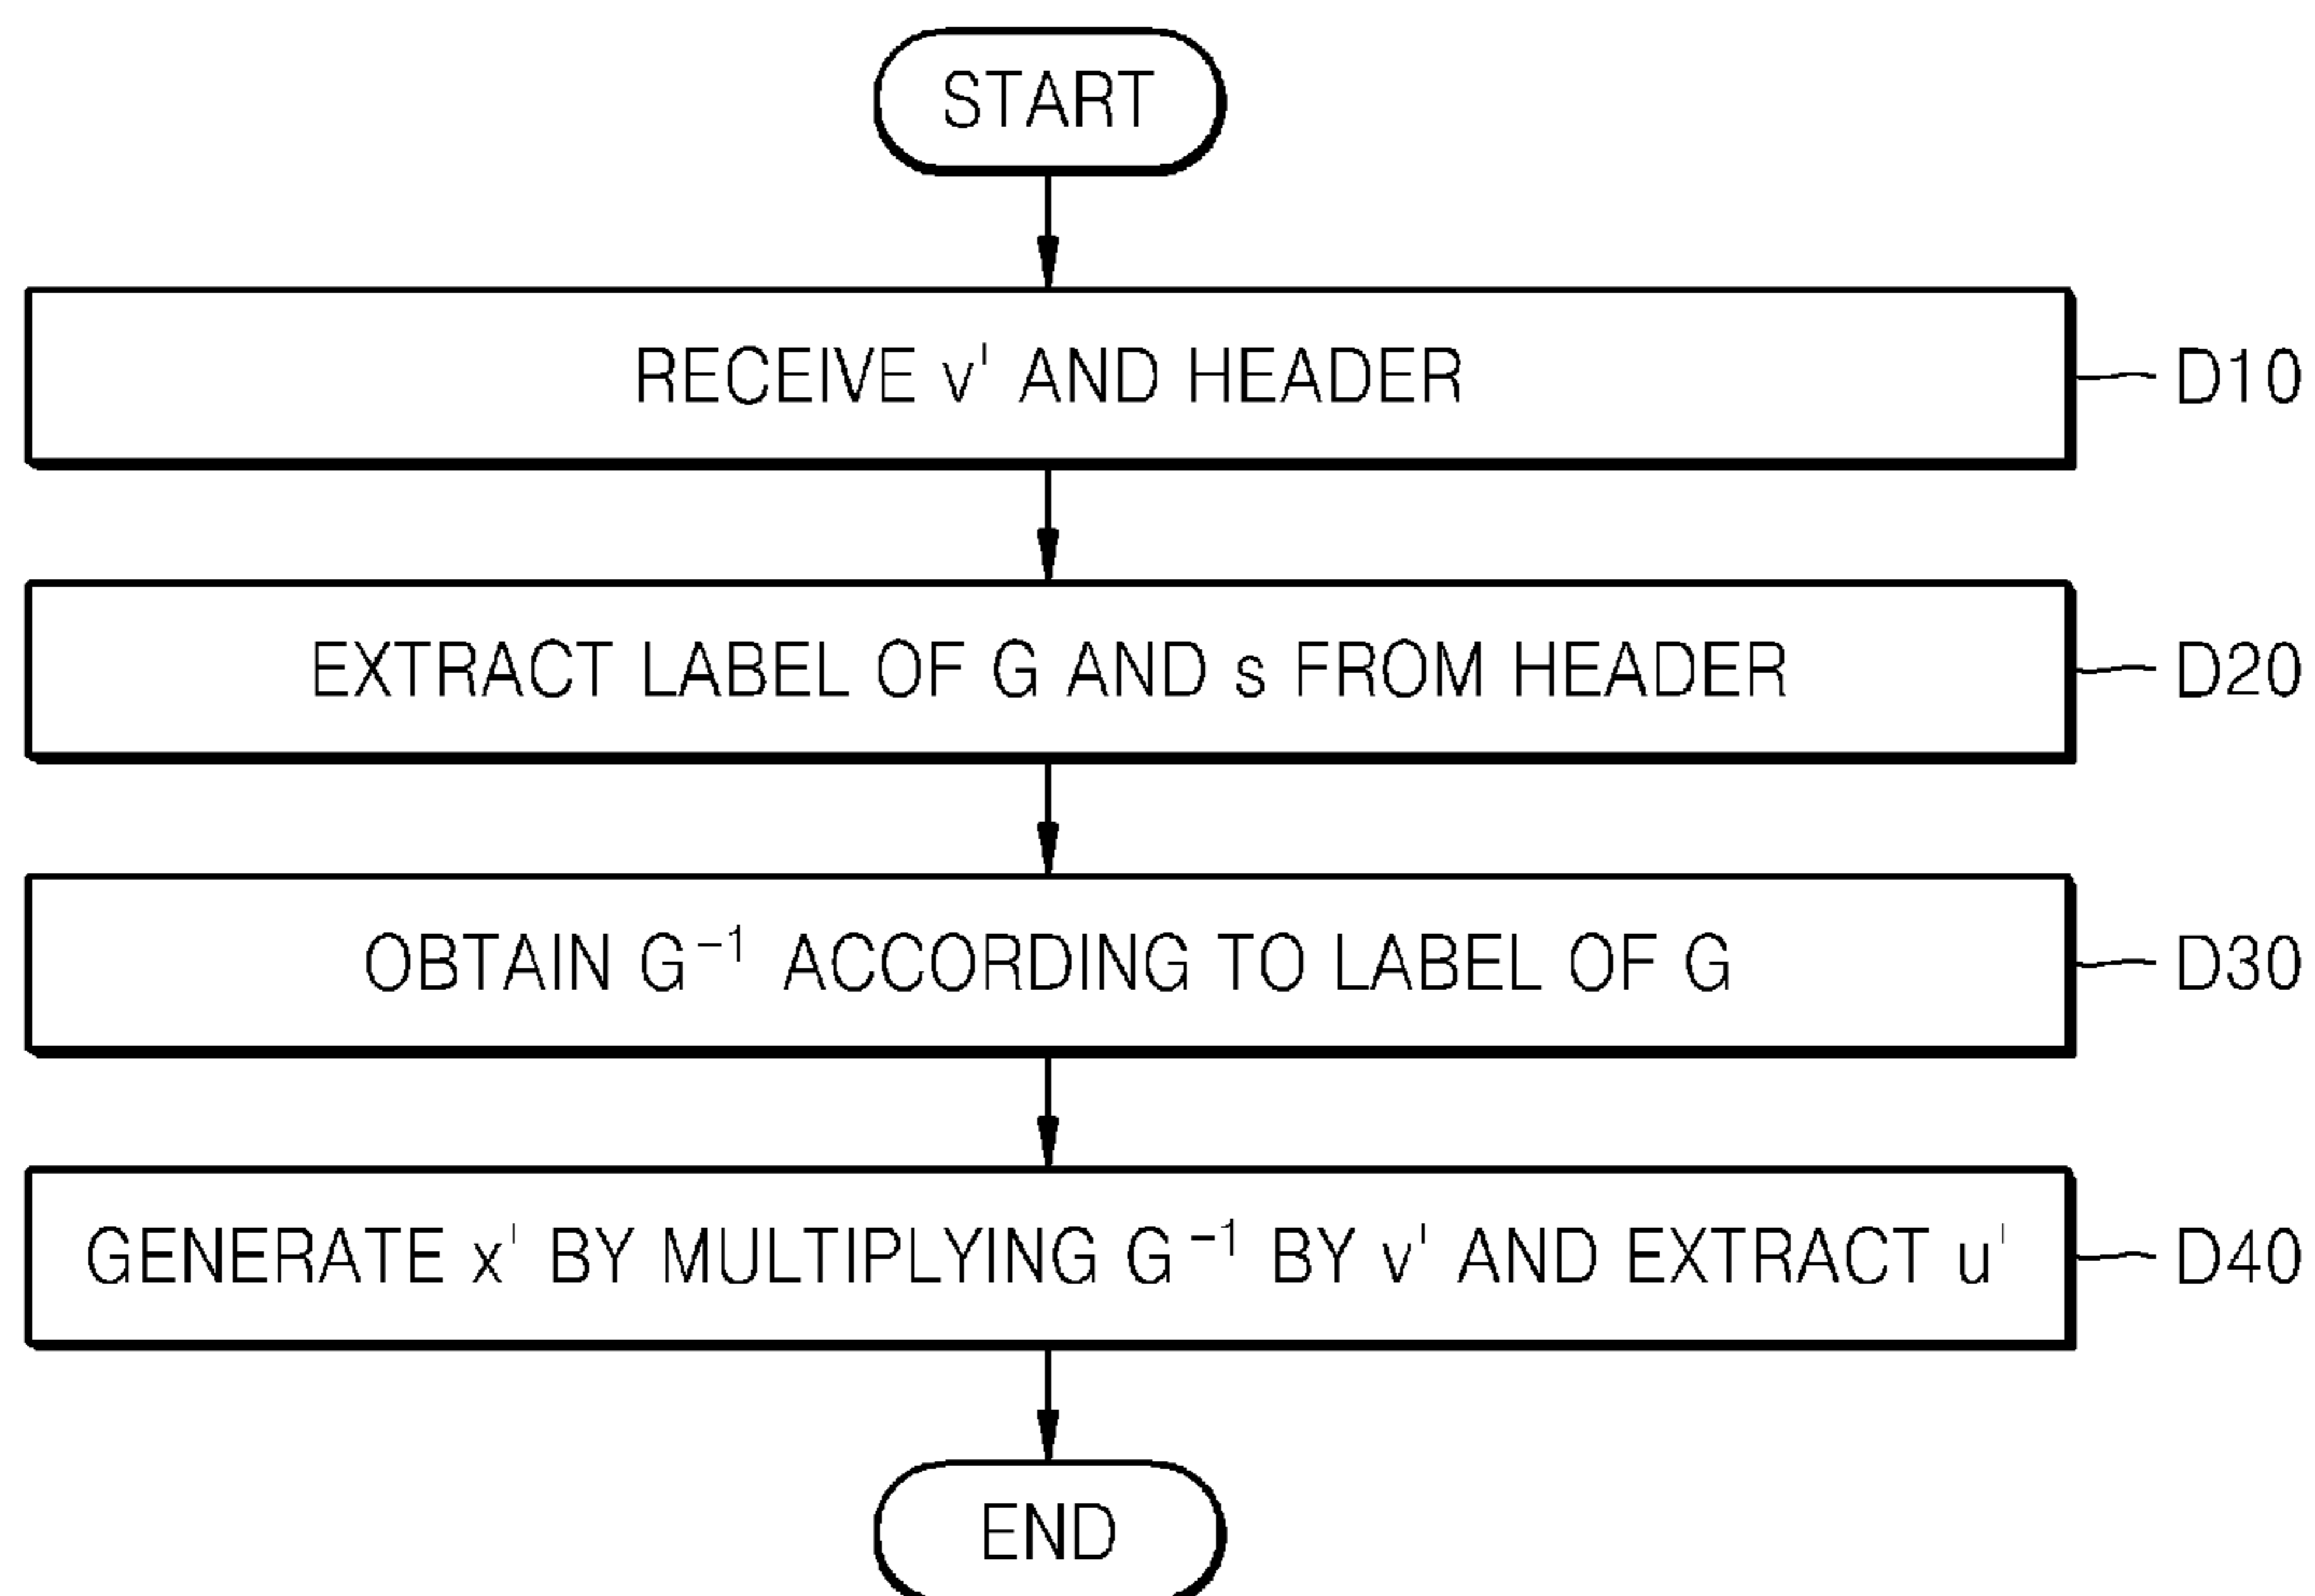 START
RECEIVE v' AND HEADER
D10
EXTRACT LABEL OF G AND s FROM HEADER
D20
OBTAIN G⁻¹ ACCORDING TO LABEL OF G
D30
GENERATE x' BY MULTIPLYING G⁻¹ BY v' AND EXTRACT u'
D40
END